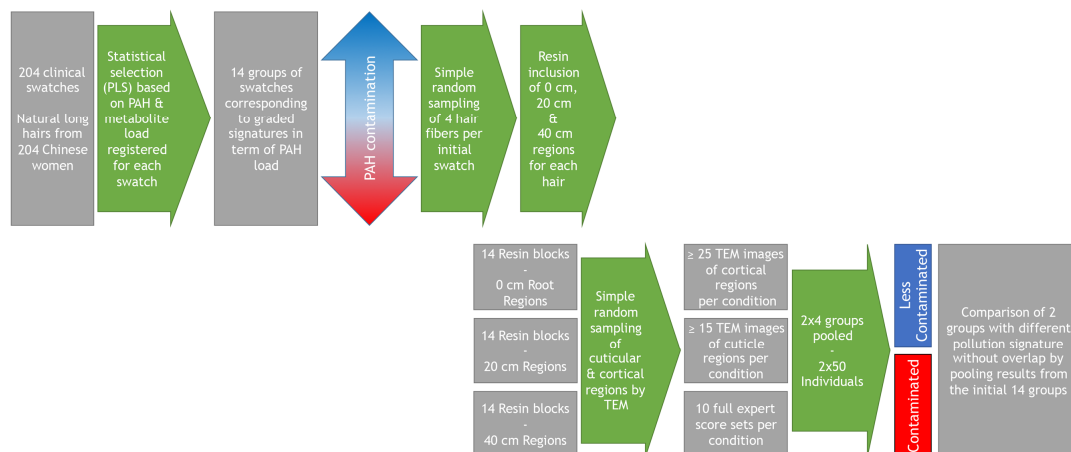 204 clinical
swatches
Natural long
hairs from
204 Chinese
women
Statistical
selection
(PLS) based
on PAH &
metabolite
load
registered
for each
swatch
14 groups of
swatches
corresponding
to graded
signatures in
term of PAH
load
PAH contamination
Simple
random
sampling
of 4 hair
fibers per
initial
swatch
Resin
inclusion
of 0 cm,
20 cm
&
40 cm
regions
for each
hair
14 Resin blocks
-
0 cm Root
Regions
14 Resin blocks
-
20 cm Regions
14 Resin blocks
-
40 cm Regions
Simple
random
sampling
of
cuticular
& cortical
regions by
TEM
≥ 25 TEM images
of cortical
regions
per condition
≥ 15 TEM images
of cuticle
regions per
condition
10 full expert
score sets per
condition
2x4 groups
pooled
-
2x50
Individuals
Less
Contaminated
Contaminated
Comparison of 2
groups with different
pollution signature
without overlap by
pooling results from
the initial 14 groups